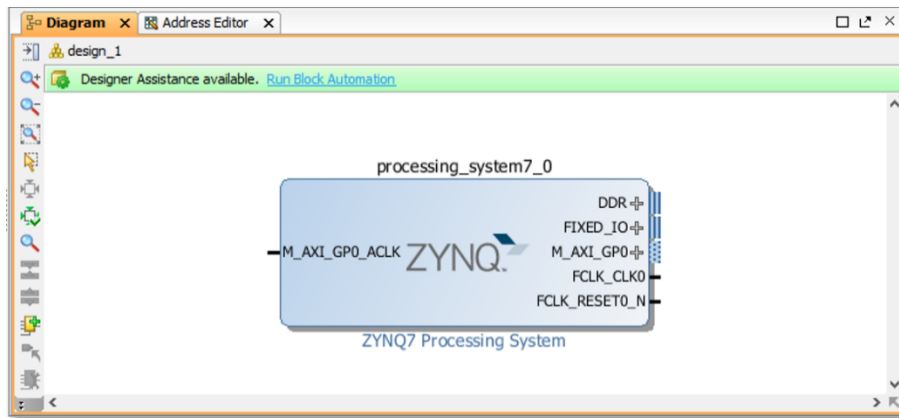 Diagram
Address Editor
design_1
Designer Assistance available. Run Block Automation
processing_system7_0
DDR
FIXED_IO
M_AXI_GP0_ACLK ZYNQ. M_AXI_GP0
FCLK_CLK0
FCLK_RESET0_N
ZYNQ7 Processing System